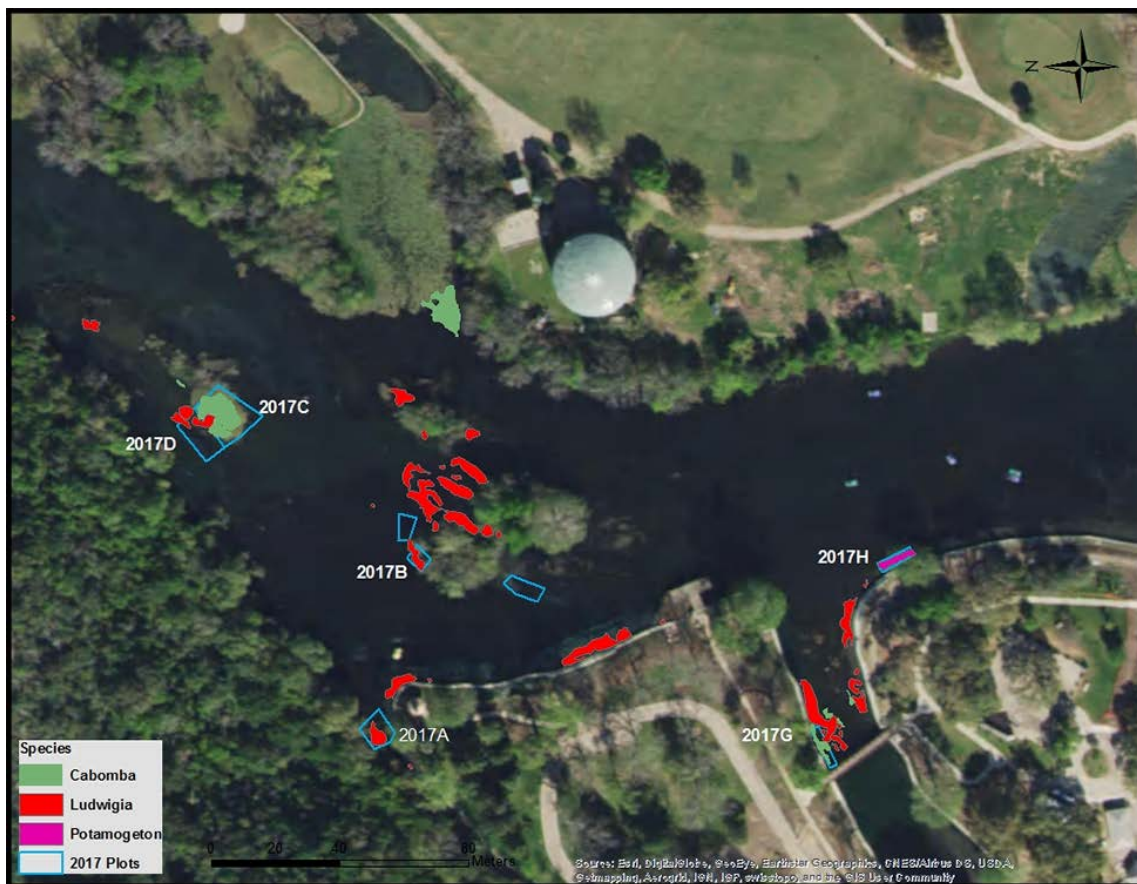 N
2017C
2017D
2017B
2017H
2017A
2017G
Species
Cabomba
Ludwigia
Potamogeton
2017 Plots
0 20 40 80
Meters
Source: Esri, DigitalGlobe, GeoEye, Earthstar Geographics, CNES/Airbus DS, USDA,
Getmapping, Aerogrid, IGN, IGP, swisstopo, and the GIS User Community